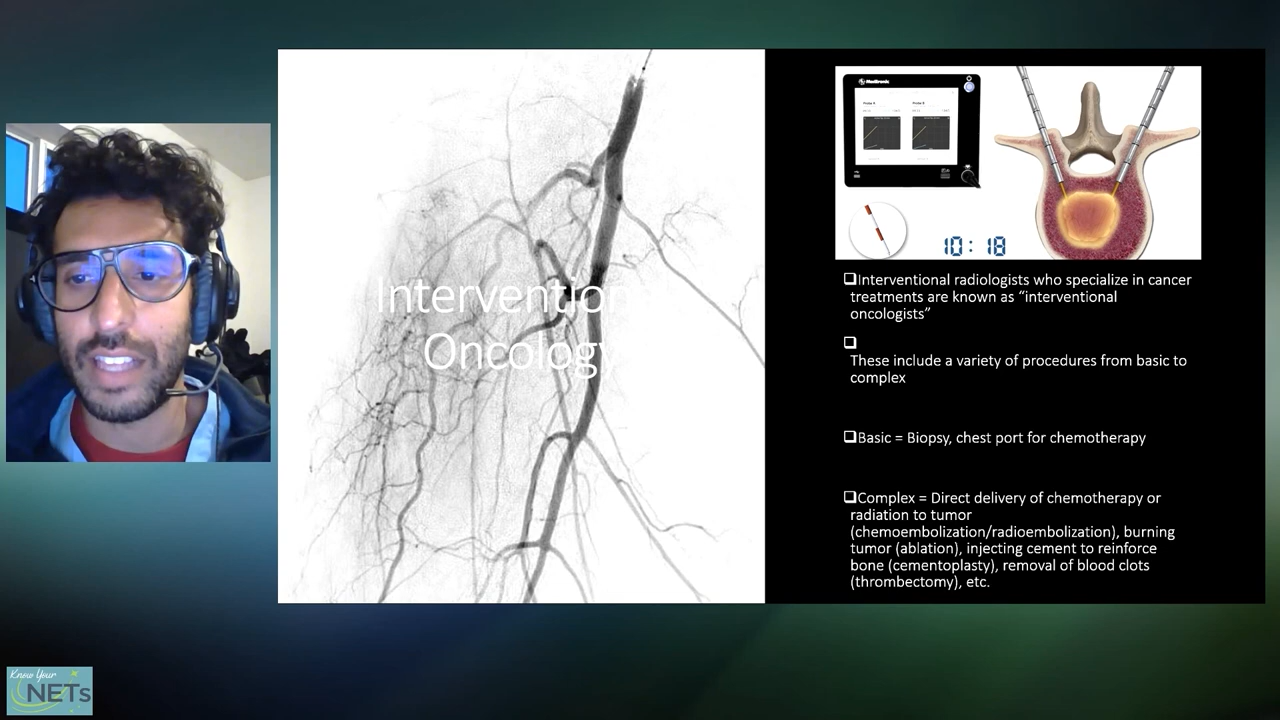 Interventional
Oncology
Medtronic
10:18
❑Interventional radiologists who specialize in cancer
treatments are known as “interventional
oncologists”
❑
These include a variety of procedures from basic to
complex
❑Basic = Biopsy, chest port for chemotherapy
❑Complex = Direct delivery of chemotherapy or
radiation to tumor
(chemoembolization/radioembolization), burning
tumor (ablation), injecting cement to reinforce
bone (cementoplasty), removal of blood clots
(thrombectomy), etc.
Know Your
NETs